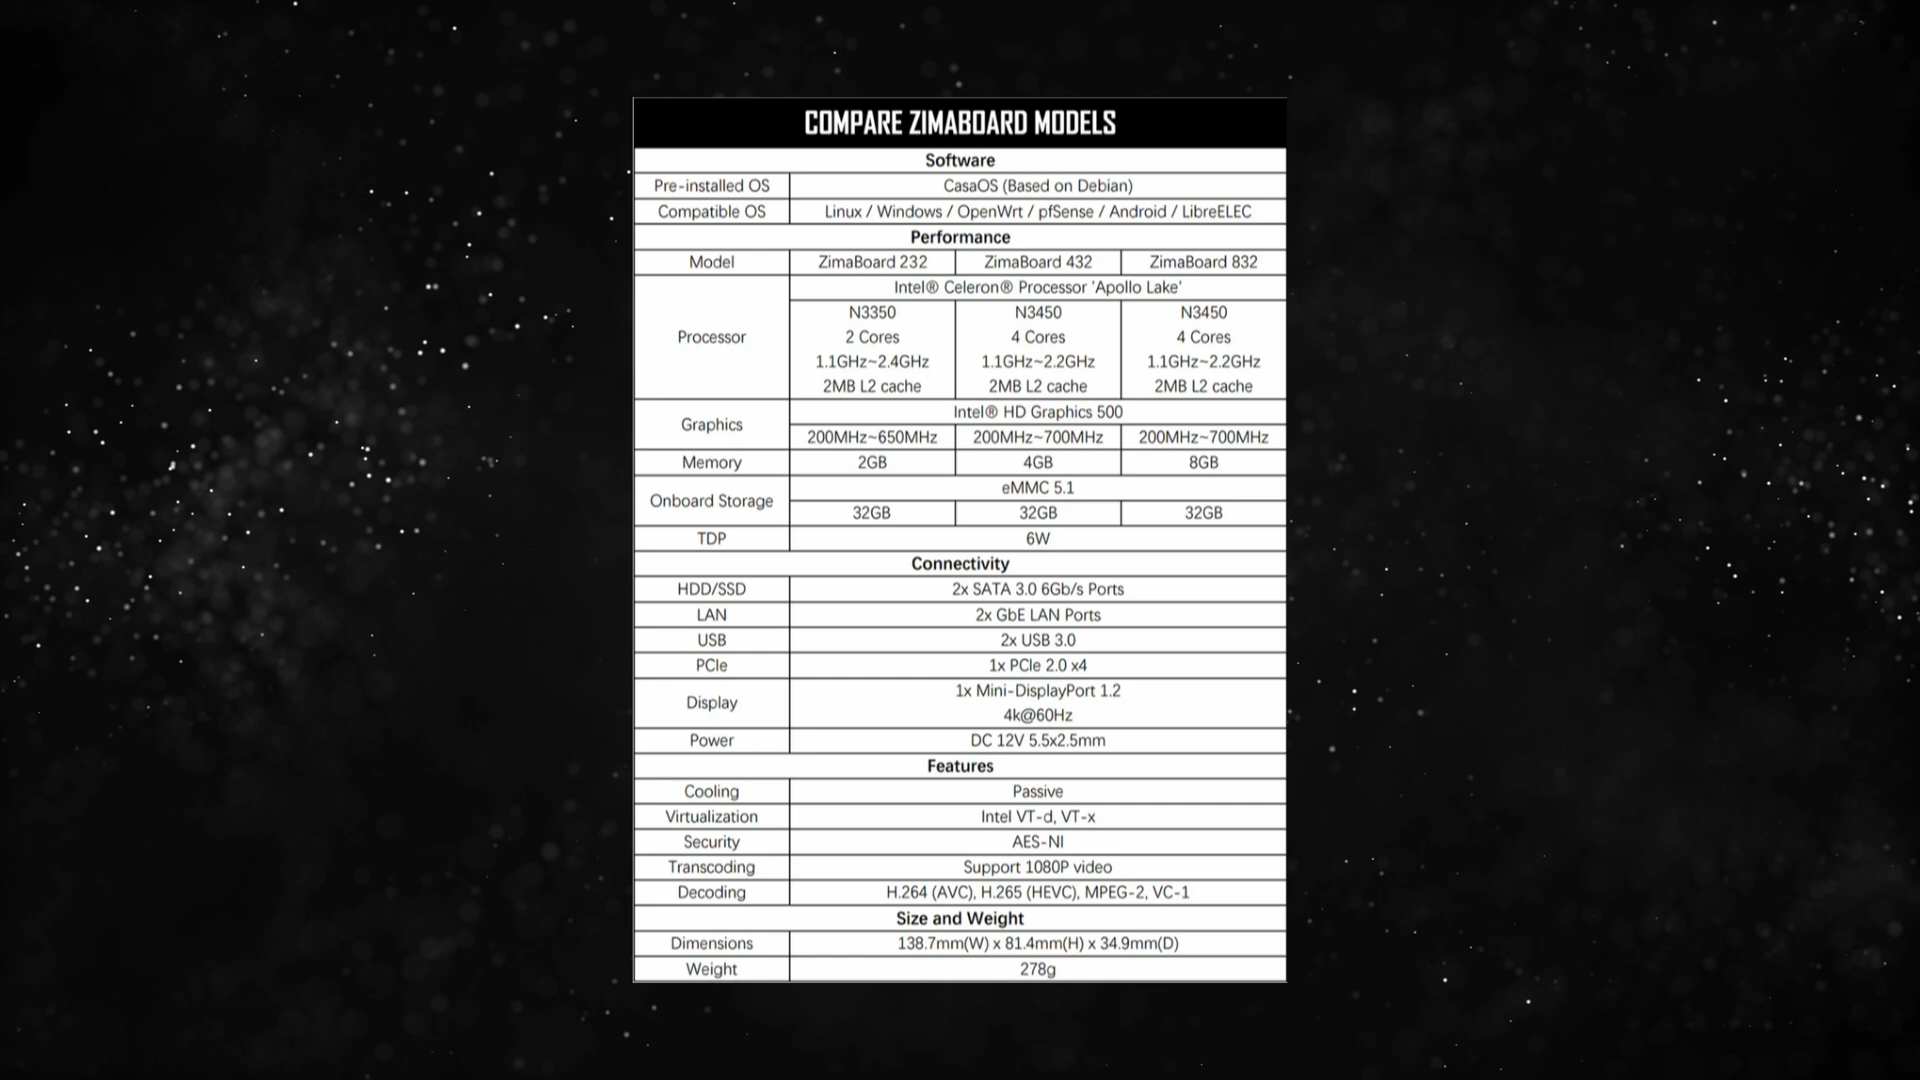 COMPARE ZIMABOARD MODELS
Software
Pre-installed OS CasaOS (Based on Debian)
Compatible OS Linux / Windows / OpenWrt / pfSense / Android / LibreELEC
Performance
Model ZimaBoard 232 ZimaBoard 432 ZimaBoard 832
Intel® Celeron® Processor 'Apollo Lake'
N3350 N3450 N3450
Processor 2 Cores 4 Cores 4 Cores
1.1GHz~2.4GHz 1.1GHz~2.2GHz 1.1GHz~2.2GHz
2MB L2 cache 2MB L2 cache 2MB L2 cache
Intel® HD Graphics 500
Graphics
200MHz~650MHz 200MHz~700MHz 200MHz~700MHz
Memory 2GB 4GB 8GB
eMMC 5.1
Onboard Storage
32GB 32GB 32GB
TDP 6W
Connectivity
HDD/SSD 2x SATA 3.0 6Gb/s Ports
LAN 2x GbE LAN Ports
USB 2x USB 3.0
PCIe 1x PCIe 2.0 x4
1x Mini-DisplayPort 1.2
Display
4k@60Hz
Power DC 12V 5.5x2.5mm
Features
Cooling Passive
Virtualization Intel VT-d, VT-x
Security AES-NI
Transcoding Support 1080P video
Decoding H.264 (AVC), H.265 (HEVC), MPEG-2, VC-1
Size and Weight
Dimensions 138.7mm(W) x 81.4mm(H) x 34.9mm(D)
Weight 278g